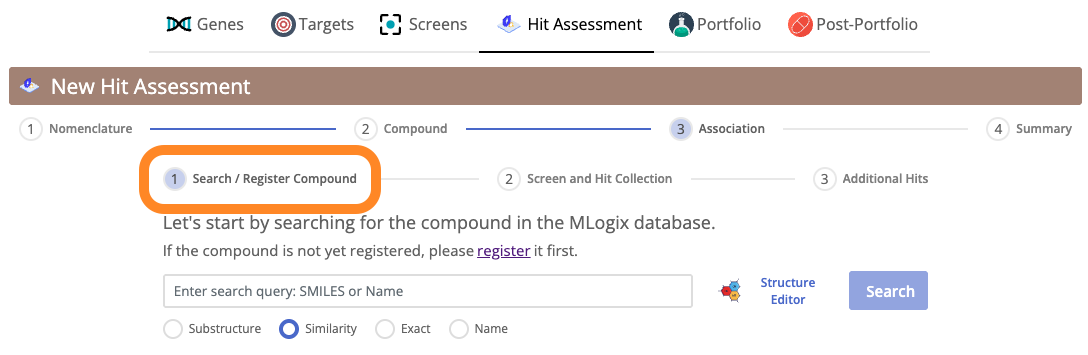 Genes Targets Screens Hit Assessment Portfolio Post-Portfolio
New Hit Assessment
1 Nomenclature 2 Compound 3 Association 4 Summary
1 Search / Register Compound 2 Screen and Hit Collection 3 Additional Hits
Let's start by searching for the compound in the MLogix database.
If the compound is not yet registered, please register it first.
Enter search query: SMILES or Name
Structure
Editor
Search
Substructure Similarity Exact Name